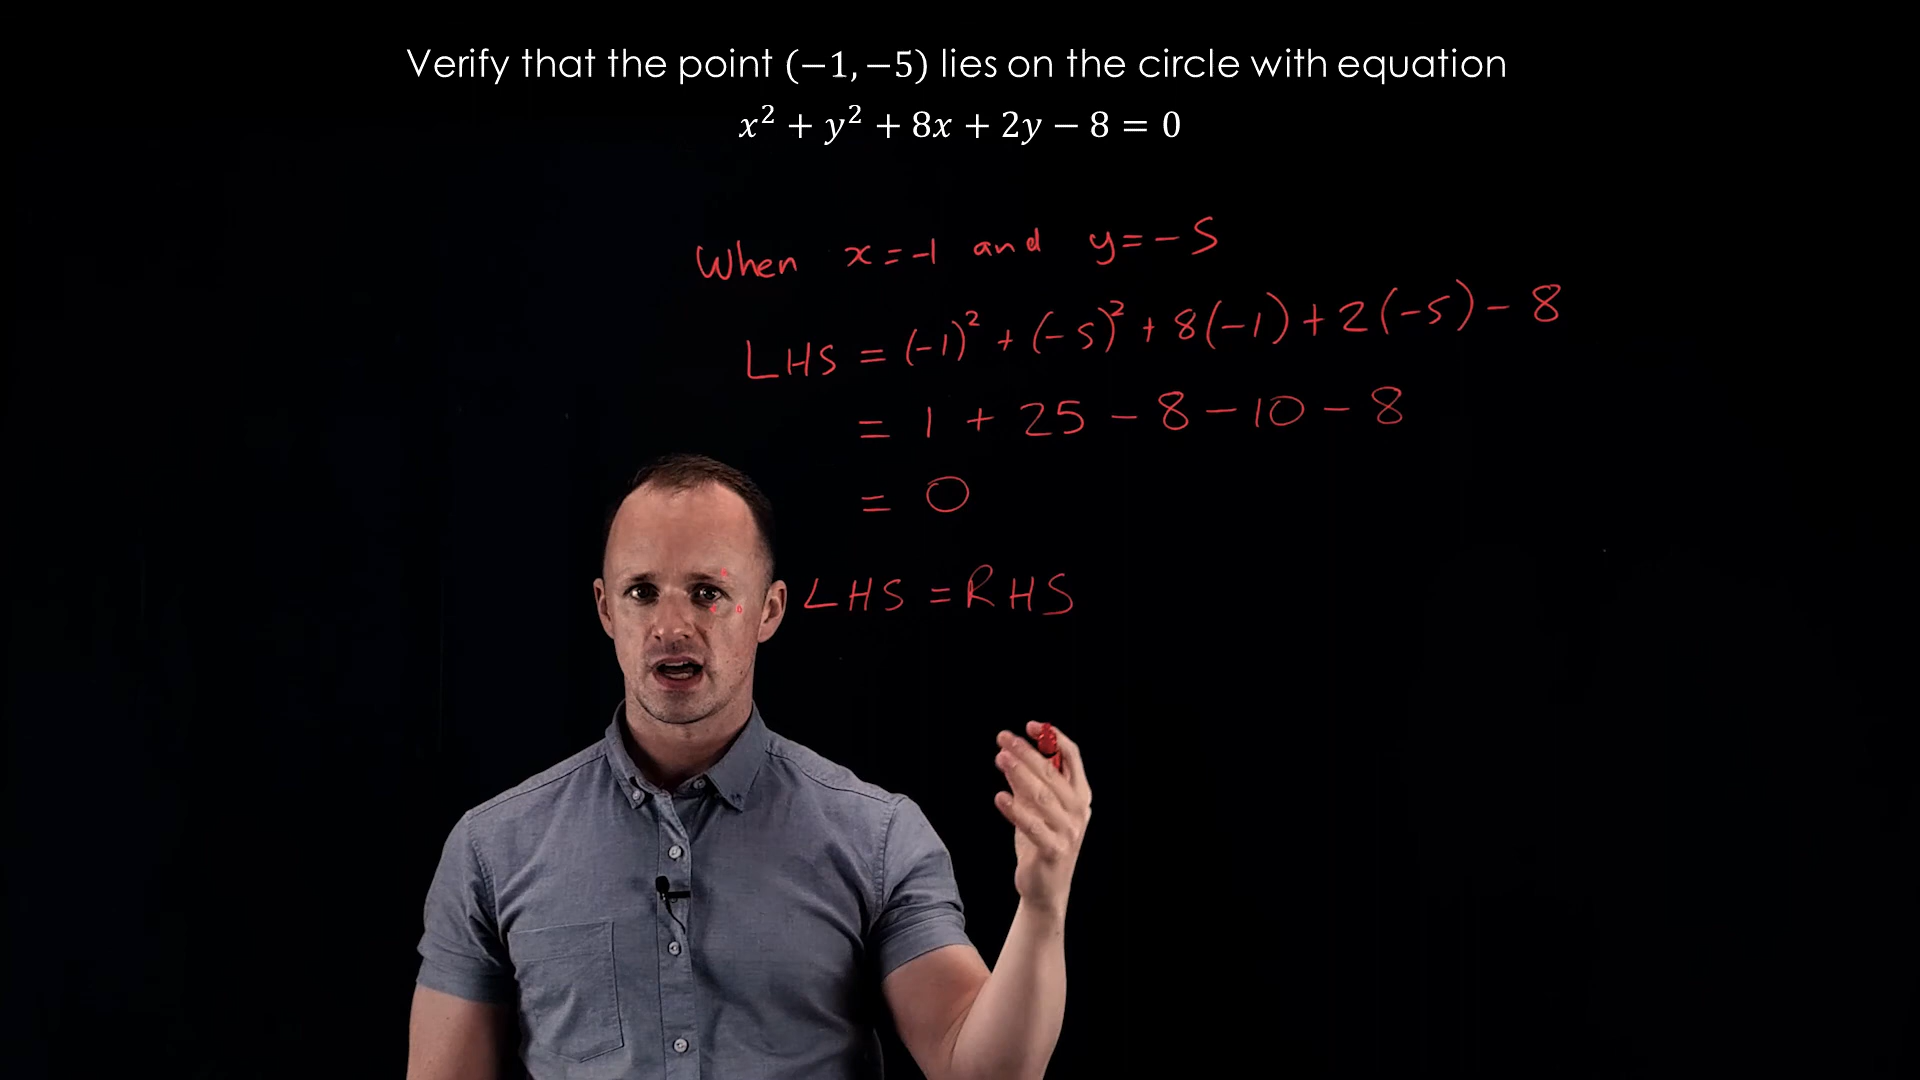 Verify that the point (−1, −5) lies on the circle with equation
x² + y² + 8x + 2y − 8 = 0
When x = -1 and y = -5
LHS = (-1)² + (-5)² + 8(-1) + 2(-5) - 8
= 1 + 25 - 8 - 10 - 8
= 0
LHS = RHS